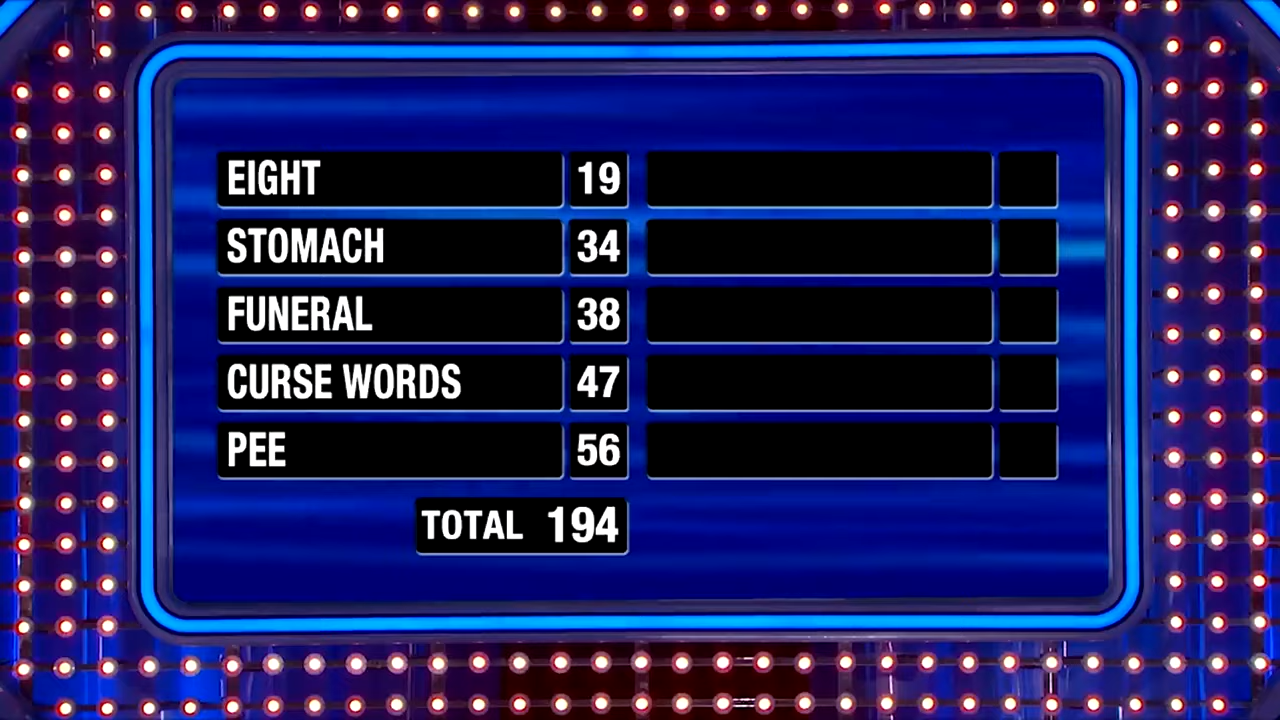 EIGHT 19
STOMACH 34
FUNERAL 38
CURSE WORDS 47
PEE 56
TOTAL 194